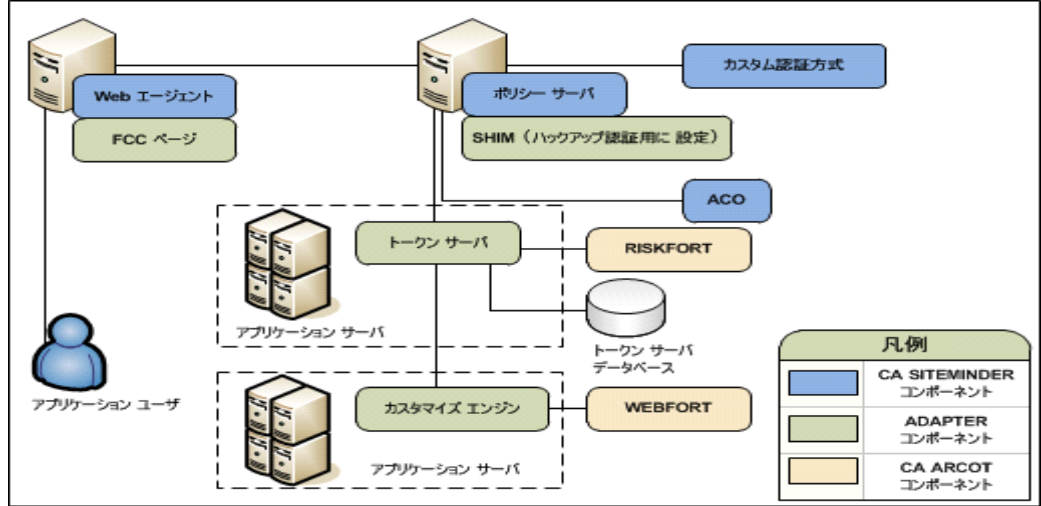 Web エージェント
FCC ページ
ポリシー サーバ
SHIM（バックアップ認証用に 設定）
カスタム認証方式
ACO
トークン サーバ
RISKFORT
アプリケーション サーバ
トークン サーバ
データベース
アプリケーション ユーザ
カスタマイズ エンジン
WEBFORT
アプリケーション サーバ
凡例
CA SITEMINDER
コンポーネント
ADAPTER
コンポーネント
CA ARCOT
コンポーネント